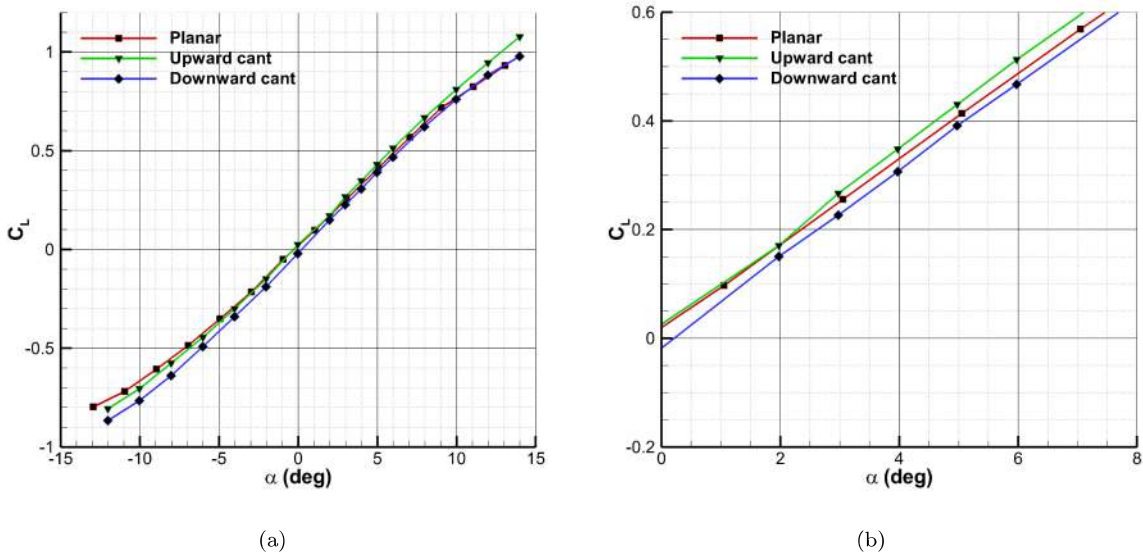 Planar
Upward cant
Downward cant
1
0.5
0
-0.5
-1
C_L
-15
-10
-5
0
5
10
15
α (deg)
(a)
Planar
Upward cant
Downward cant
0.6
0.4
0.2
0
-0.2
C_L
0
2
4
6
8
α (deg)
(b)